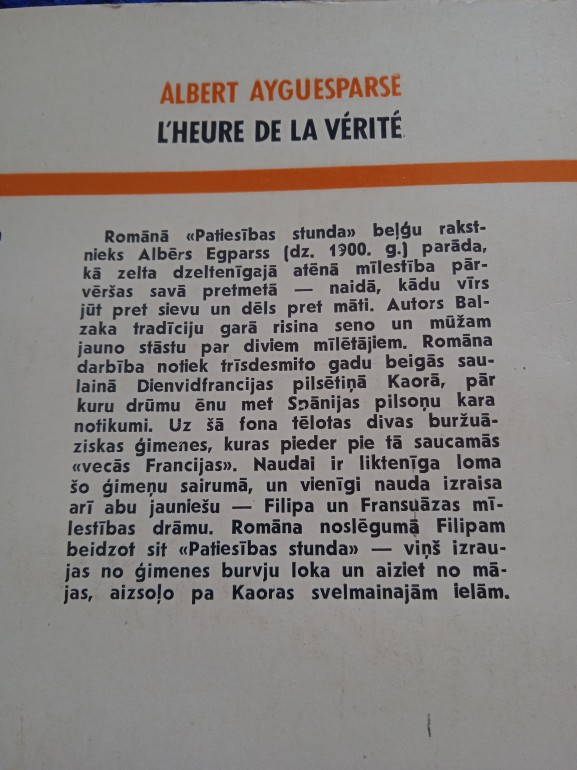 ALBERT AYGUESPARSE
L'HEURE DE LA VÉRITÉ
Romānā «Patiesības stunda» beļģu rakst-
nieks Albērs Egparss (dz. 1900. g.) parāda,
kā zelta dzeltenīgajā atēnā mīlestība pār-
vēršas savā pretmetā — naidā, kādu vīrs
jūt pret sievu un dēls pret māti. Autors Bal-
zaka tradīciju garā risina seno un mūžam
jauno stāstu par diviem mīlētājiem. Romāna
darbība notiek trīsdesmito gadu beigās sau-
lainā Dienvidfrancijas pilsētiņā Kaorā, pār
kuru drūmu ēnu met Spānijas pilsoņu kara
notikumi. Uz šā fona tēlotas divas buržuā-
ziskas ģimenes, kuras pieder pie tā saucamās
«vecās Francijas». Naudai ir liktenīga loma
šo ģimeņu sairumā, un vienīgi nauda izraisa
arī abu jauniešu — Filipa un Fransuāzas mī-
lestības drāmu. Romāna noslēgumā Filipam
beidzot sit «Patiesības stunda» — viņš izrau-
jas no ģimenes burvju loka un aiziet no mā-
jas, aizsoļo pa Kaoras svelmainajām ielām.